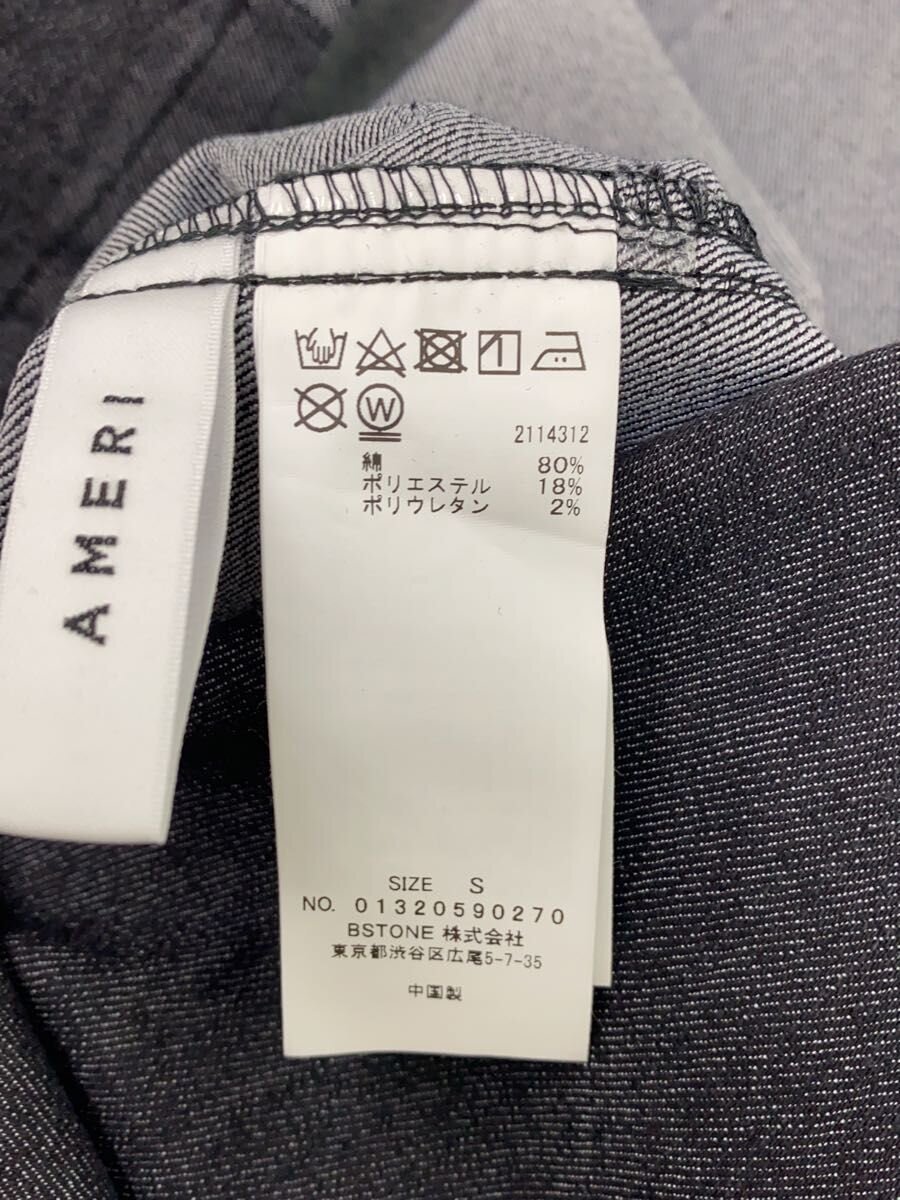 AMERI
W
2114312
綿 80%
ポリエステル 18%
ポリウレタン 2%
SIZE S
NO. 01320590270
BSTONE 株式会社
東京都渋谷区広尾5-7-35
中国製